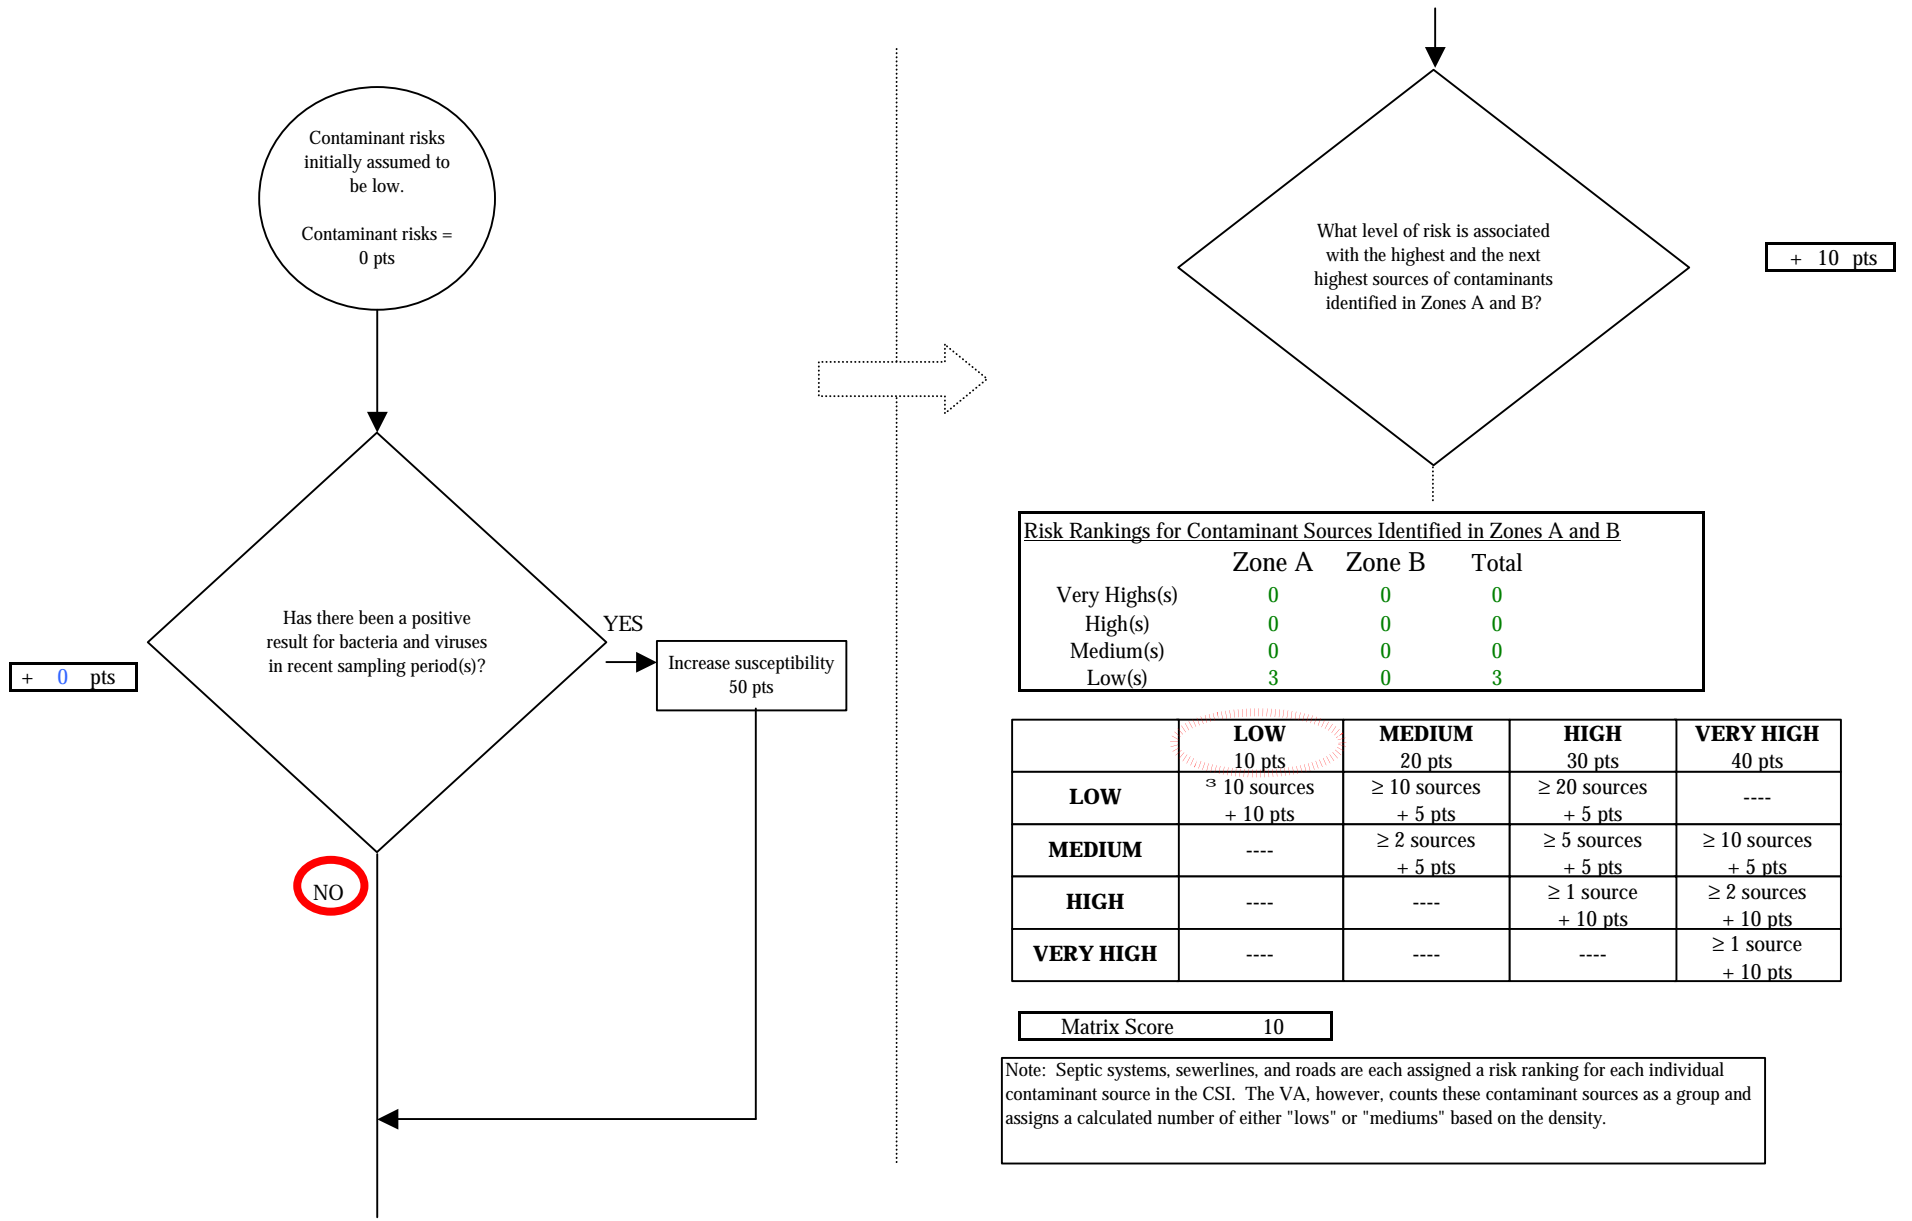 Contaminant risks
initially assumed to
be low.
Contaminant risks =
0 pts
Has there been a positive
result for bacteria and viruses
in recent sampling period(s)?
+ 0 pts
YES
Increase susceptibility
50 pts
NO
What level of risk is associated
with the highest and the next
highest sources of contaminants
identified in Zones A and B?
+ 10 pts
Risk Rankings for Contaminant Sources Identified in Zones A and B
Zone A Zone B Total
Very Highs(s) 0 0 0
High(s) 0 0 0
Medium(s) 0 0 0
Low(s) 3 0 3
LOW MEDIUM HIGH VERY HIGH
10 pts 20 pts 30 pts 40 pts
LOW ³ 10 sources ≥ 10 sources ≥ 20 sources ----
+ 10 pts + 5 pts + 5 pts
MEDIUM ---- ≥ 2 sources ≥ 5 sources ≥ 10 sources
+ 5 pts + 5 pts + 5 pts
HIGH ---- ---- ≥ 1 source ≥ 2 sources
+ 10 pts + 10 pts
VERY HIGH ---- ---- ---- ≥ 1 source
+ 10 pts
Matrix Score 10
Note: Septic systems, sewerlines, and roads are each assigned a risk ranking for each individual
contaminant source in the CSI. The VA, however, counts these contaminant sources as a group and
assigns a calculated number of either "lows" or "mediums" based on the density.